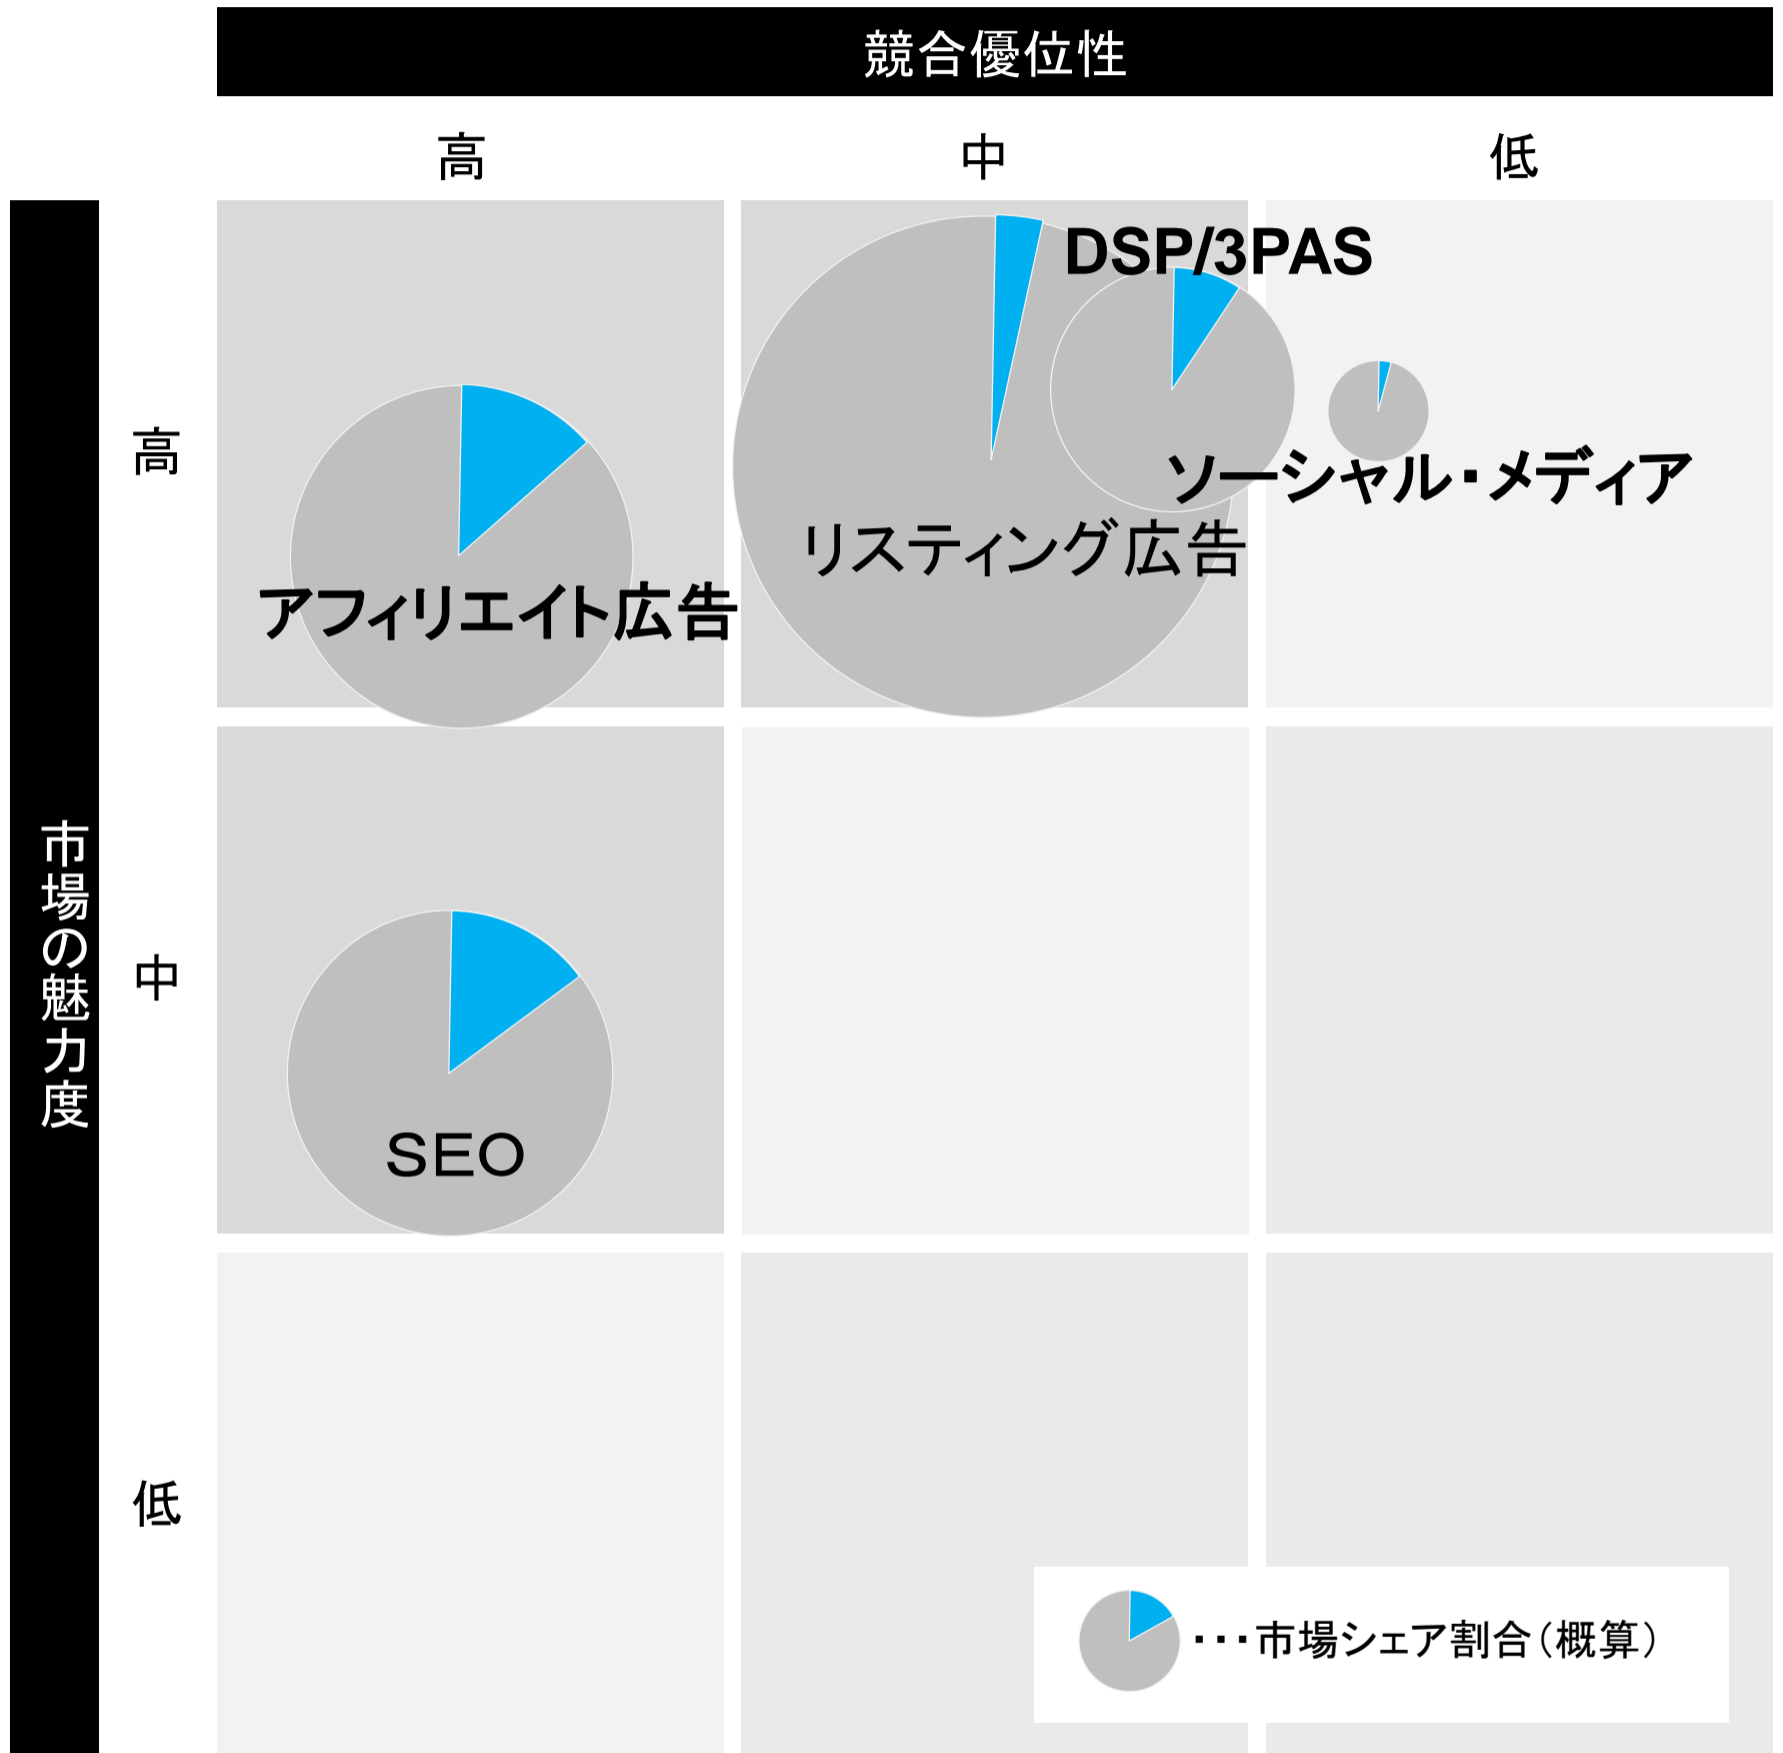 競合優位性
高
中
低
市場の魅力度
高
中
低
DSP/3PAS
ソーシャル・メディア
リスティング広告
アフィリエイト広告
SEO
・・・市場シェア割合（概算）